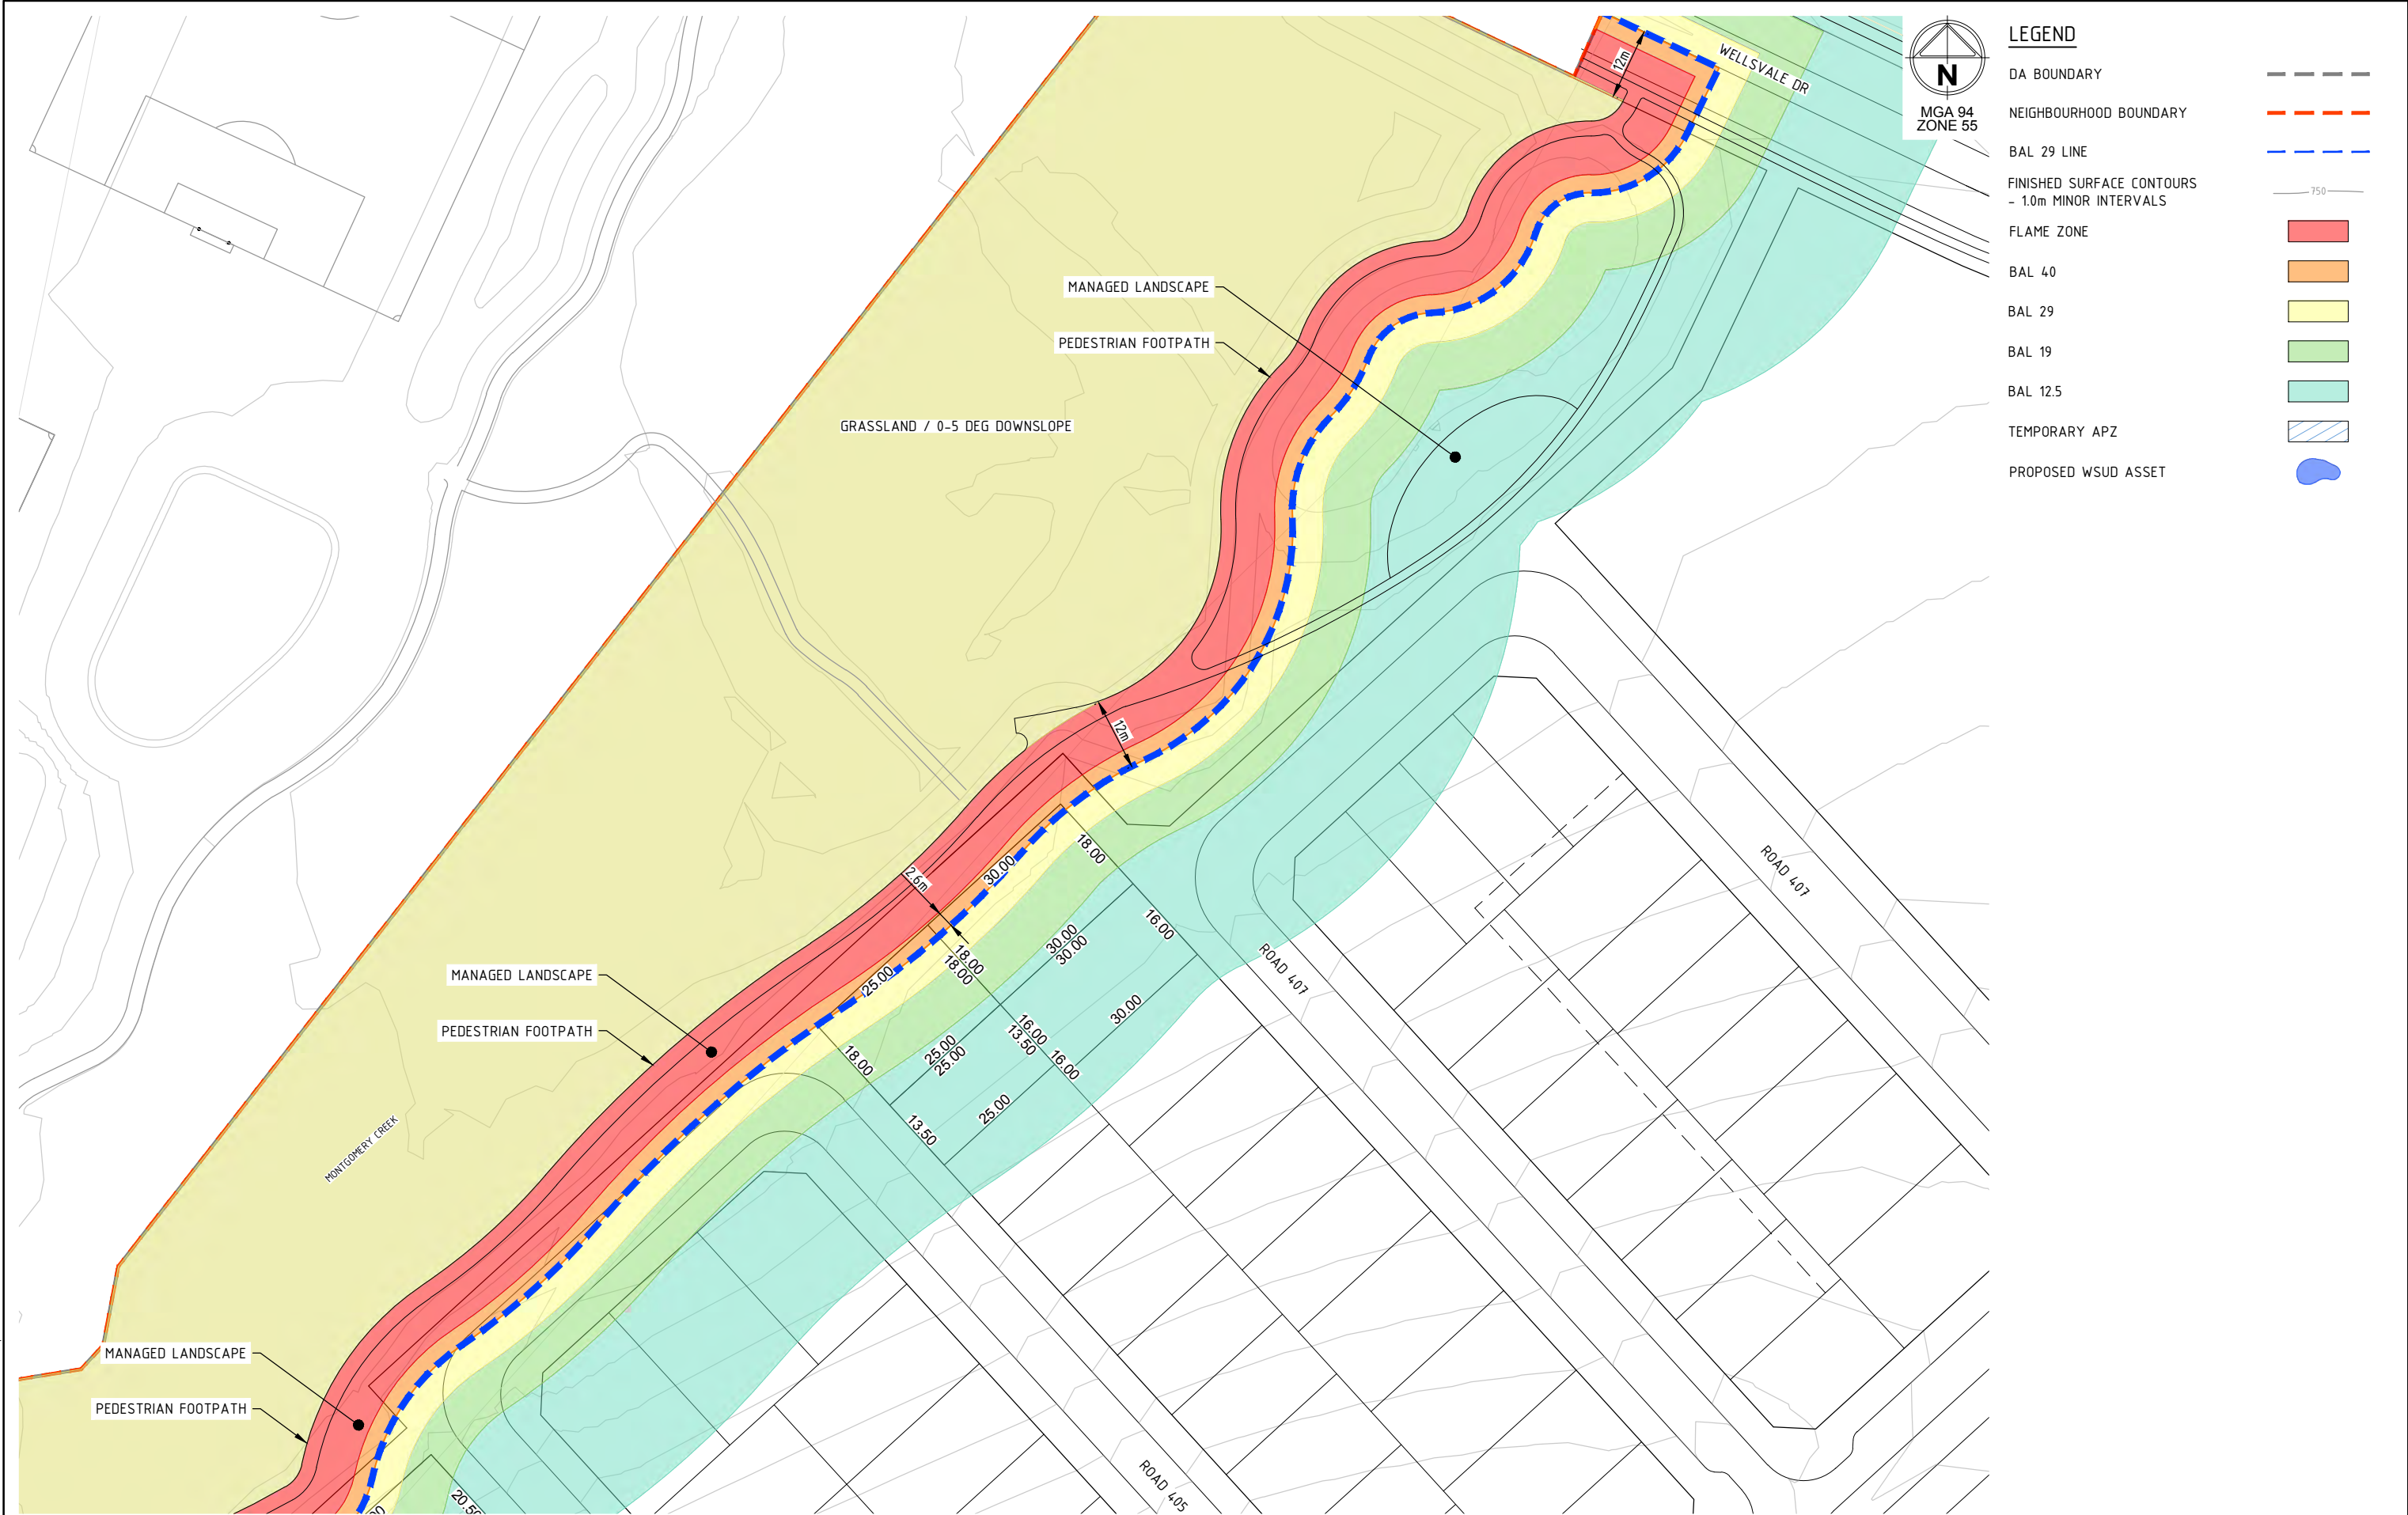 WELLSVALE DR
12m
N
MGA 94
ZONE 55
LEGEND
DA BOUNDARY
NEIGHBOURHOOD BOUNDARY
BAL 29 LINE
FINISHED SURFACE CONTOURS
- 1.0m MINOR INTERVALS
750
FLAME ZONE
BAL 40
BAL 29
BAL 19
BAL 12.5
TEMPORARY APZ
PROPOSED WSUD ASSET
MANAGED LANDSCAPE
PEDESTRIAN FOOTPATH
GRASSLAND / 0-5 DEG DOWNSLOPE
12m
18.00
30.00
2.6m
ROAD 407
16.00
30.00
30.00
18.00
18.00
25.00
ROAD 407
MANAGED LANDSCAPE
PEDESTRIAN FOOTPATH
30.00
16.00
13.50
25.00
25.00
18.00
16.00
25.00
13.50
MONTGOMERY CREEK
MANAGED LANDSCAPE
PEDESTRIAN FOOTPATH
ROAD 405
20.50